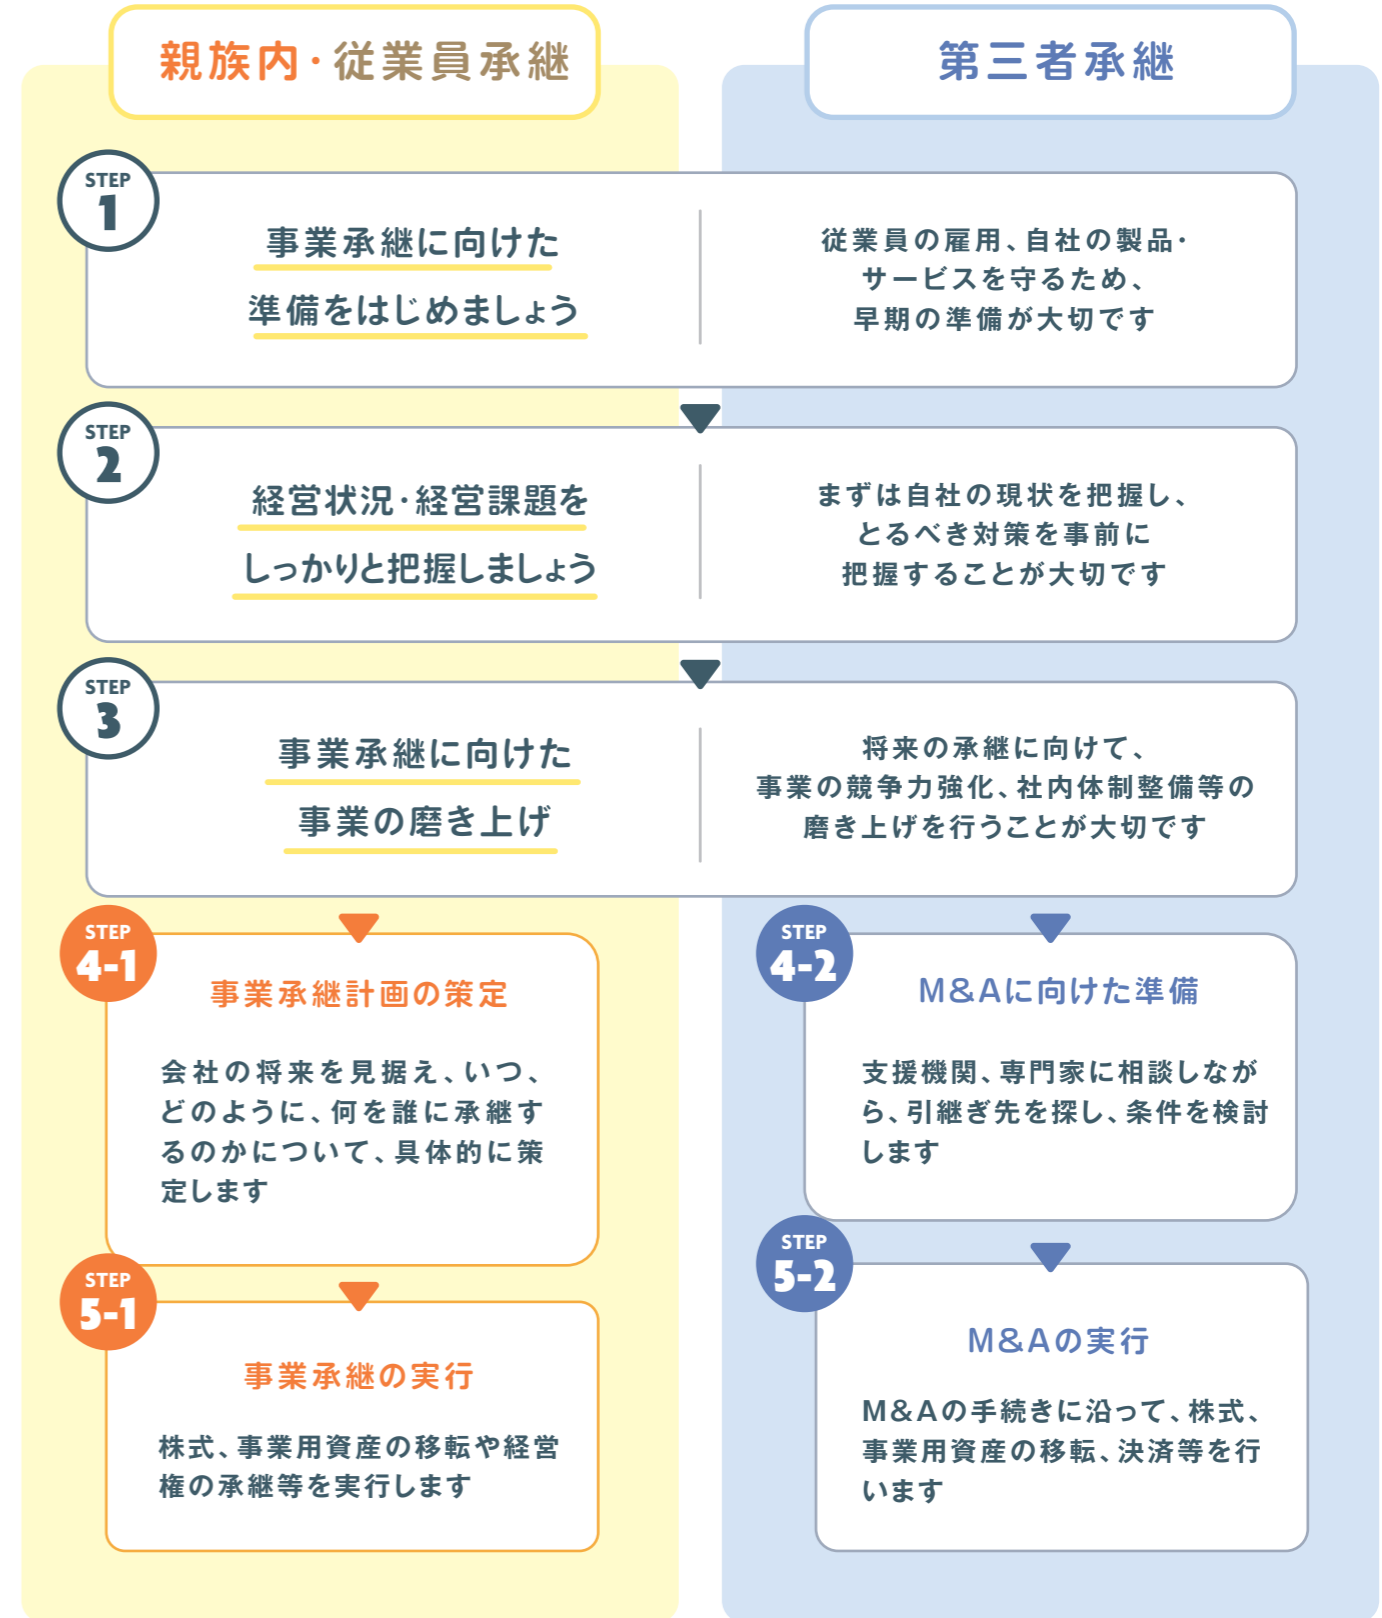 親族内・従業員承継
第三者承継
STEP
1
事業承継に向けた
準備をはじめましょう
従業員の雇用、自社の製品・
サービスを守るため、
早期の準備が大切です
STEP
2
経営状況・経営課題を
しっかりと把握しましょう
まずは自社の現状を把握し、
とるべき対策を事前に
把握することが大切です
STEP
3
事業承継に向けた
事業の磨き上げ
将来の承継に向けて、
事業の競争力強化、社内体制整備等の
磨き上げを行うことが大切です
STEP
4-1
事業承継計画の策定
会社の将来を見据え、いつ、
どのように、何を誰に承継す
るのかについて、具体的に策
定します
STEP
5-1
事業承継の実行
株式、事業用資産の移転や経営
権の承継等を実行します
STEP
4-2
M&Aに向けた準備
支援機関、専門家に相談しなが
ら、引継ぎ先を探し、条件を検討
します
STEP
5-2
M&Aの実行
M&Aの手続きに沿って、株式、
事業用資産の移転、決済等を行
います